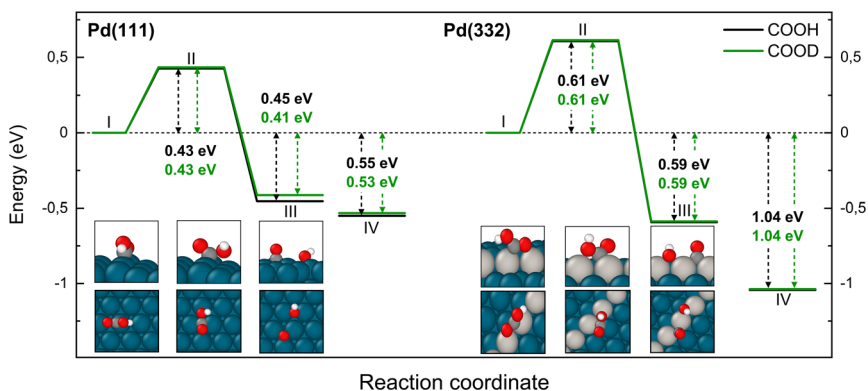 Pd(111)
Pd(332)
COOH
COOD
Energy (eV)
0,5
0
-0,5
-1
I
II
III
IV
0.43 eV
0.43 eV
0.45 eV
0.41 eV
0.55 eV
0.53 eV
I
II
III
IV
0.61 eV
0.61 eV
0.59 eV
0.59 eV
1.04 eV
1.04 eV
0,5
0
-0,5
-1
Reaction coordinate